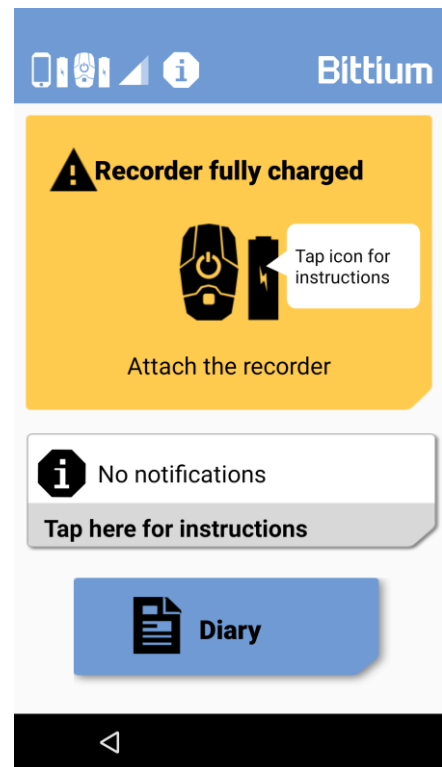 Bittium
Recorder fully charged
Tap icon for
instructions
Attach the recorder
No notifications
Tap here for instructions
Diary